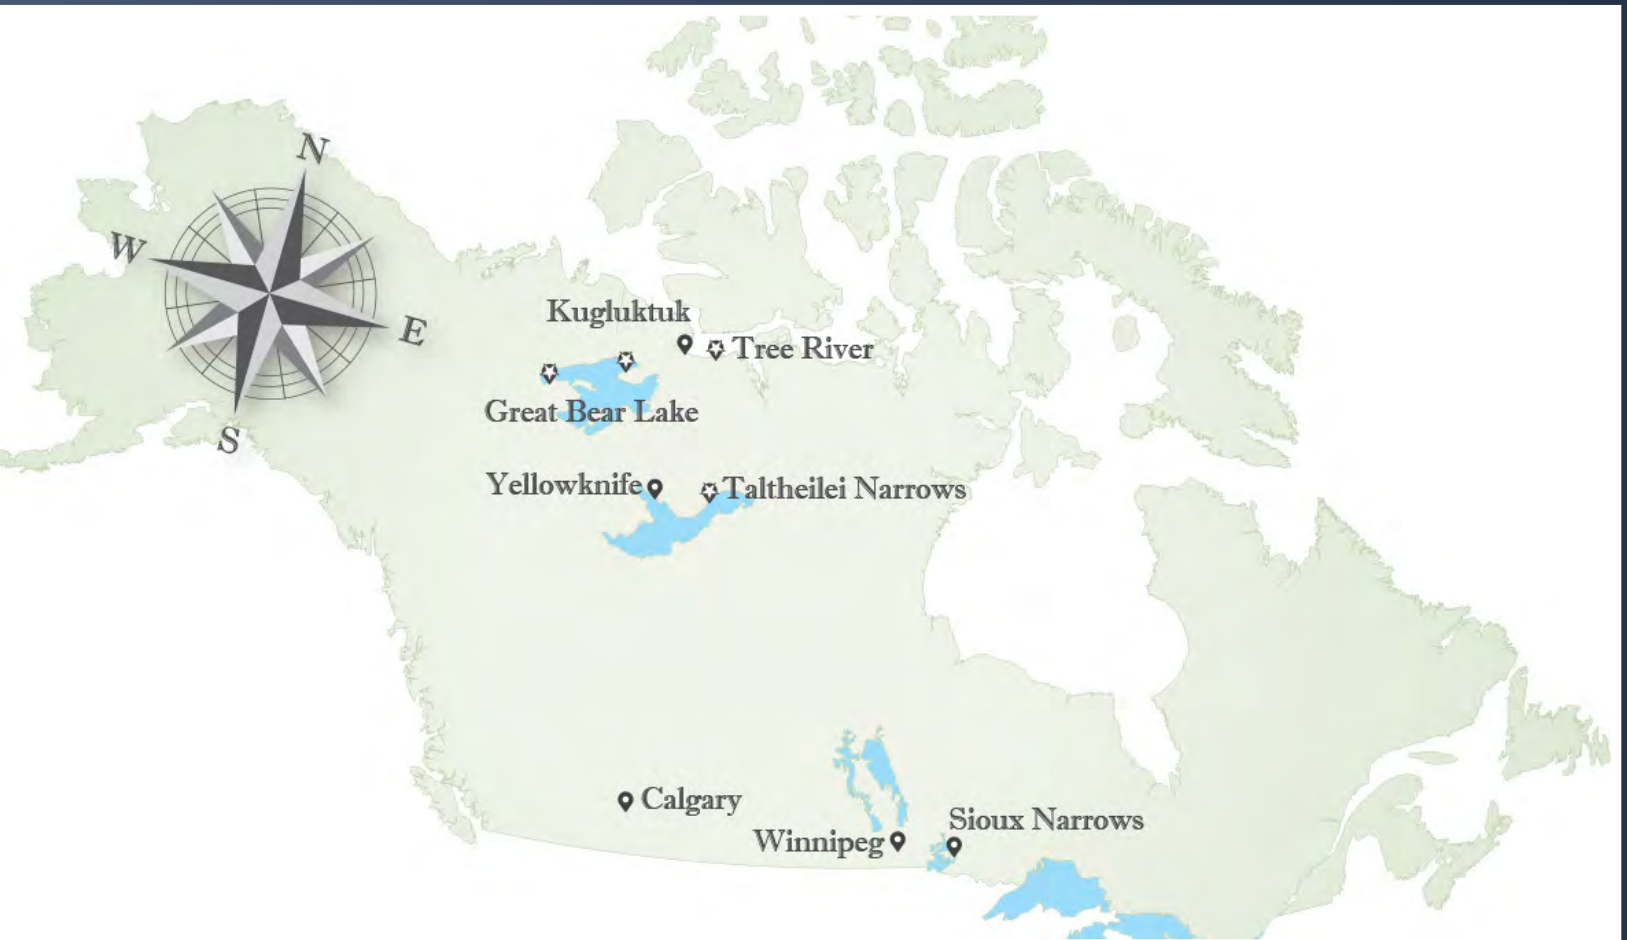 N
W
E
S
Kugluktuk
Tree River
Great Bear Lake
Yellowknife
Taltheilei Narrows
Calgary
Sioux Narrows
Winnipeg